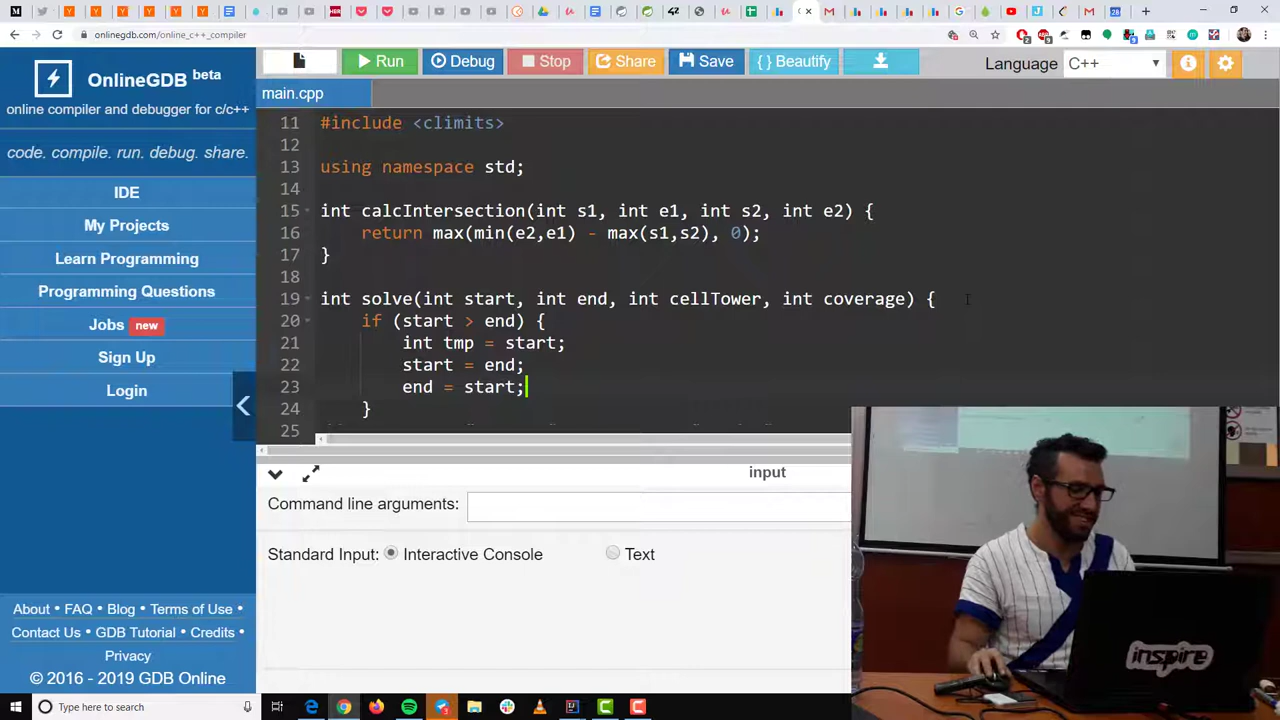 onlinegdb.com/online_c++_compiler
OnlineGDB beta
online compiler and debugger for c/c++
code. compile. run. debug. share.
IDE
My Projects
Learn Programming
Programming Questions
Jobs new
Sign Up
Login
About • FAQ • Blog • Terms of Use •
Contact Us • GDB Tutorial • Credits •
Privacy
© 2016 - 2019 GDB Online
Run
Debug
Stop
Share
Save
{ } Beautify
Language
C++
main.cpp
11 #include <climits>
12
13 using namespace std;
14
15 int calcIntersection(int s1, int e1, int s2, int e2) {
16 return max(min(e2,e1) - max(s1,s2), 0);
17 }
18
19 int solve(int start, int end, int cellTower, int coverage) {
20 if (start > end) {
21 int tmp = start;
22 start = end;
23 end = start;
24 }
25
input
Command line arguments:
Standard Input:
Interactive Console
Text
inspire
Type here to search